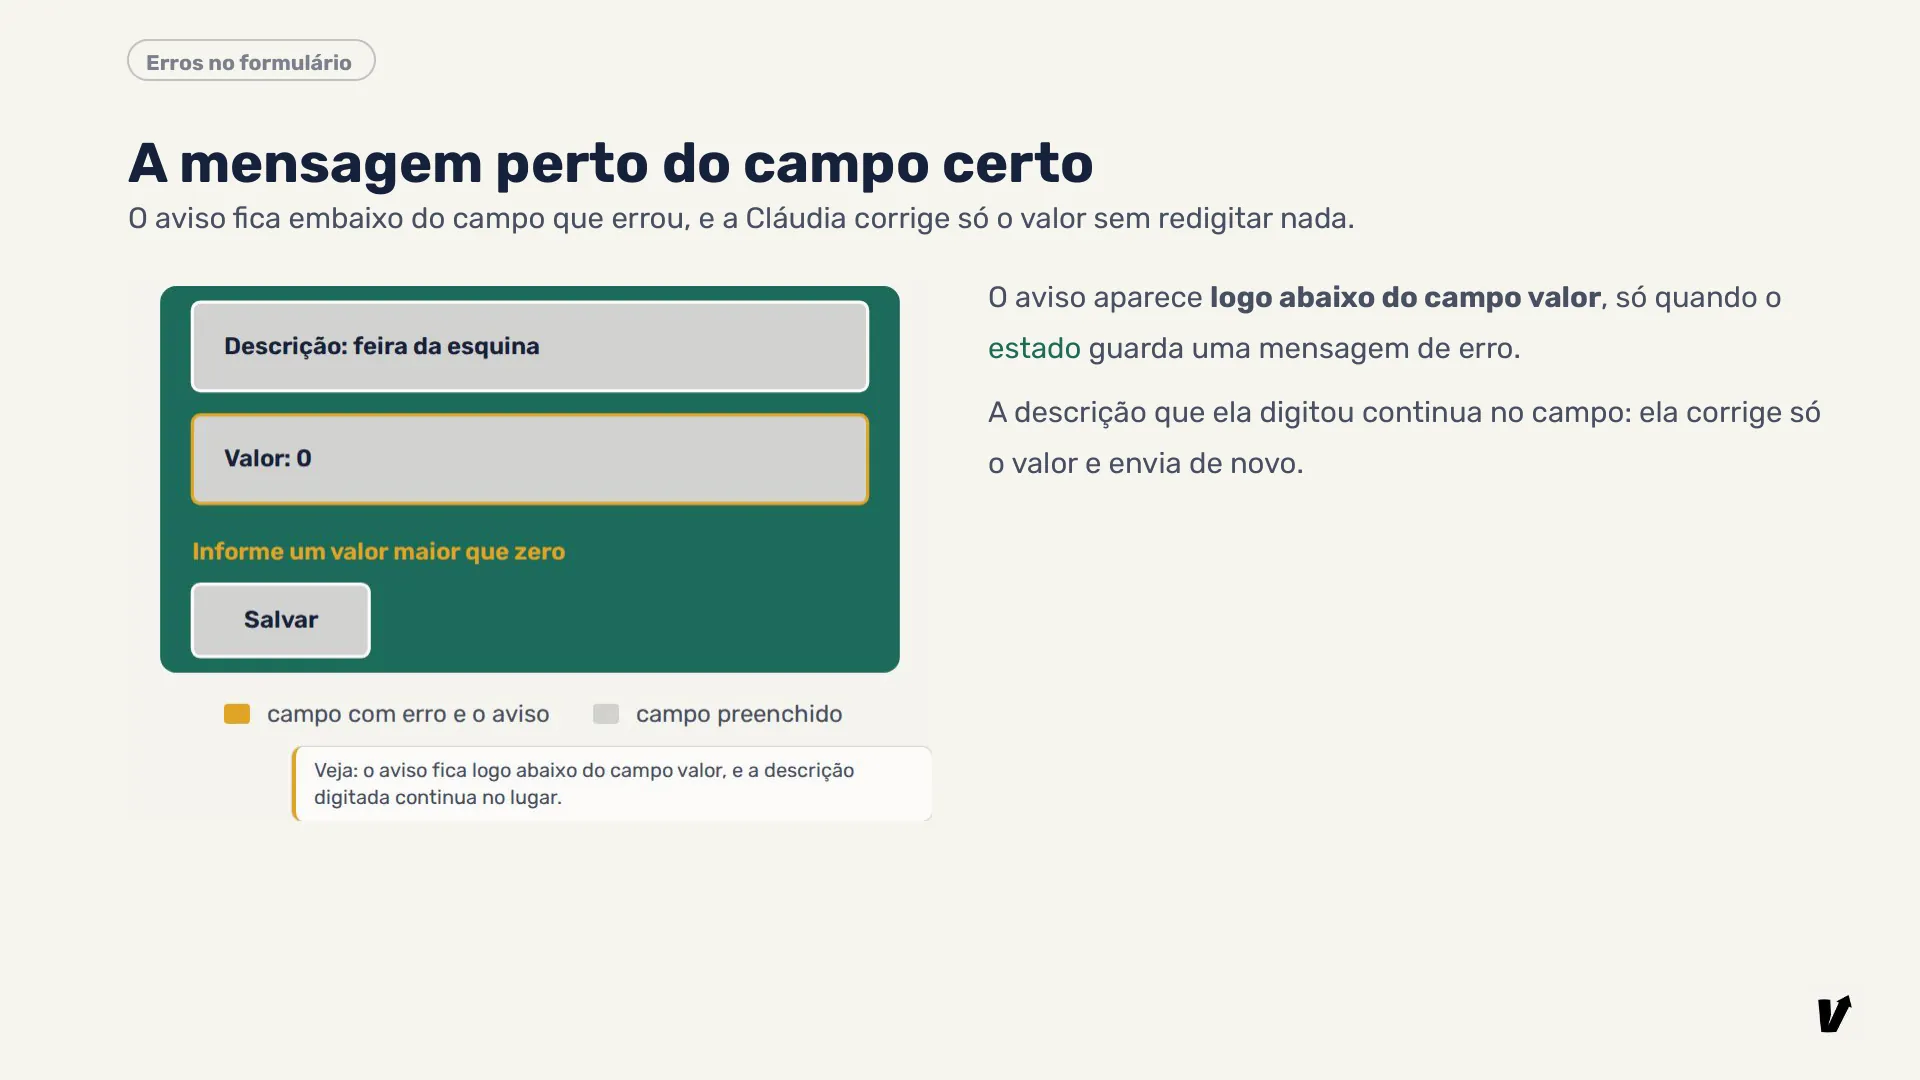 Erros no formulário
A mensagem perto do campo certo
O aviso fica embaixo do campo que errou, e a Cláudia corrige só o valor sem redigitar nada.
Descrição: feira da esquina
Valor: 0
Informe um valor maior que zero
Salvar
campo com erro e o aviso
campo preenchido
Veja: o aviso fica logo abaixo do campo valor, e a descrição
digitada continua no lugar.
O aviso aparece logo abaixo do campo valor, só quando o
estado guarda uma mensagem de erro.
A descrição que ela digitou continua no campo: ela corrige só
o valor e envia de novo.